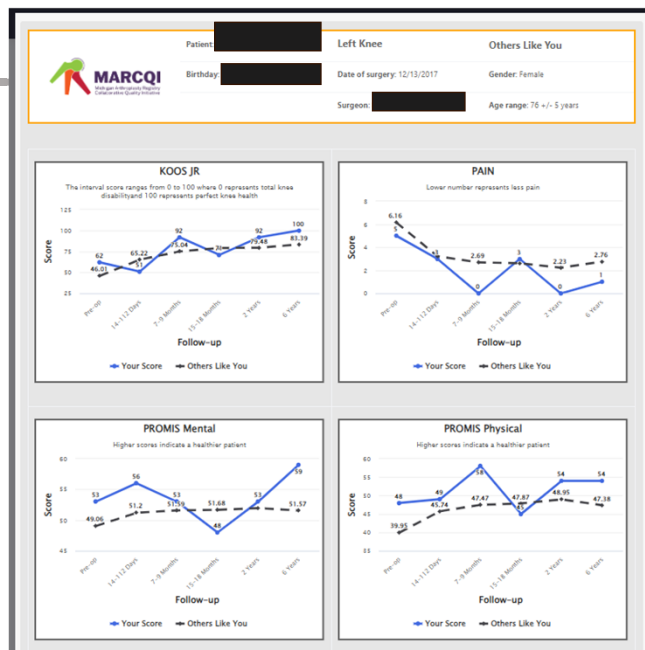 Patient:
Left Knee
Others Like You
MARCQI
Michigan Arthroplasty Registry
Collaborative Quality Initiative
Birthday:
Date of surgery: 12/13/2017
Gender: Female
Surgeon:
Age range: 76 +/- 5 years
KOOS JR
The interval score ranges from 0 to 100 where 0 represents total knee
disabilityand 100 represents perfect knee health
125
100
75
50
25
Score
62
51
92
92
100
46.01
65.22
75.04
79.48
83.39
Pre-op
14-112 Days
7-9 Months
15-18 Months
2 Years
6 Years
Follow-up
Your Score
Others Like You
PAIN
Lower number represents less pain
8
6
4
2
0
Score
6.16
5
3
2.69
0
3
2.23
0
2.76
1
Pre-op
14-112 Days
7-9 Months
15-18 Months
2 Years
6 Years
Follow-up
Your Score
Others Like You
PROMIS Mental
Higher scores indicate a healthier patient
60
55
50
45
Score
53
56
53
48
53
59
49.06
51.2
51.59
51.68
51.57
Pre-op
14-112 Days
7-9 Months
15-18 Months
2 Years
6 Years
Follow-up
Your Score
Others Like You
PROMIS Physical
Higher scores indicate a healthier patient
60
55
50
45
40
35
Score
48
49
58
45
54
54
39.95
45.74
47.47
47.87
48.95
47.38
Pre-op
14-112 Days
7-9 Months
15-18 Months
2 Years
6 Years
Follow-up
Your Score
Others Like You